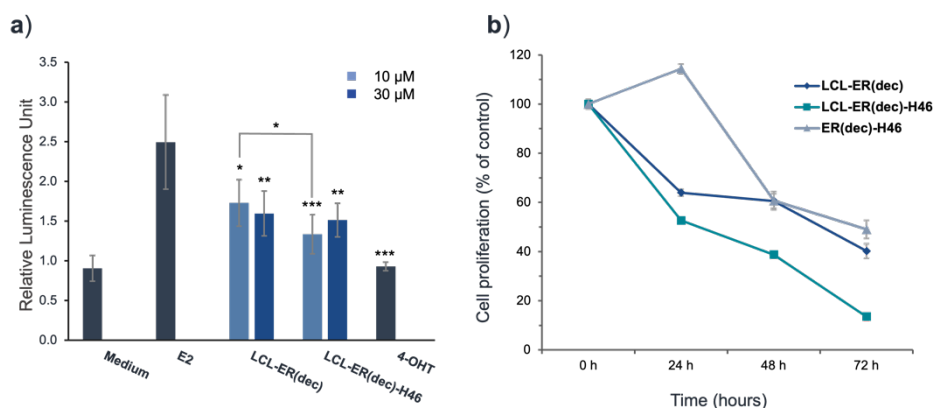 a)
Relative Luminescence Unit
4.0
3.5
3.0
2.5
2.0
1.5
1.0
0.5
0.0
10 µM
30 µM
*
* ** *** ** ***
Medium E2 LCL-ER(dec) LCL-ER(dec)-H46 4-OHT
b)
Cell proliferation (% of control)
120
100
80
60
40
20
0
LCL-ER(dec)
LCL-ER(dec)-H46
ER(dec)-H46
0 h 24 h 48 h 72 h
Time (hours)